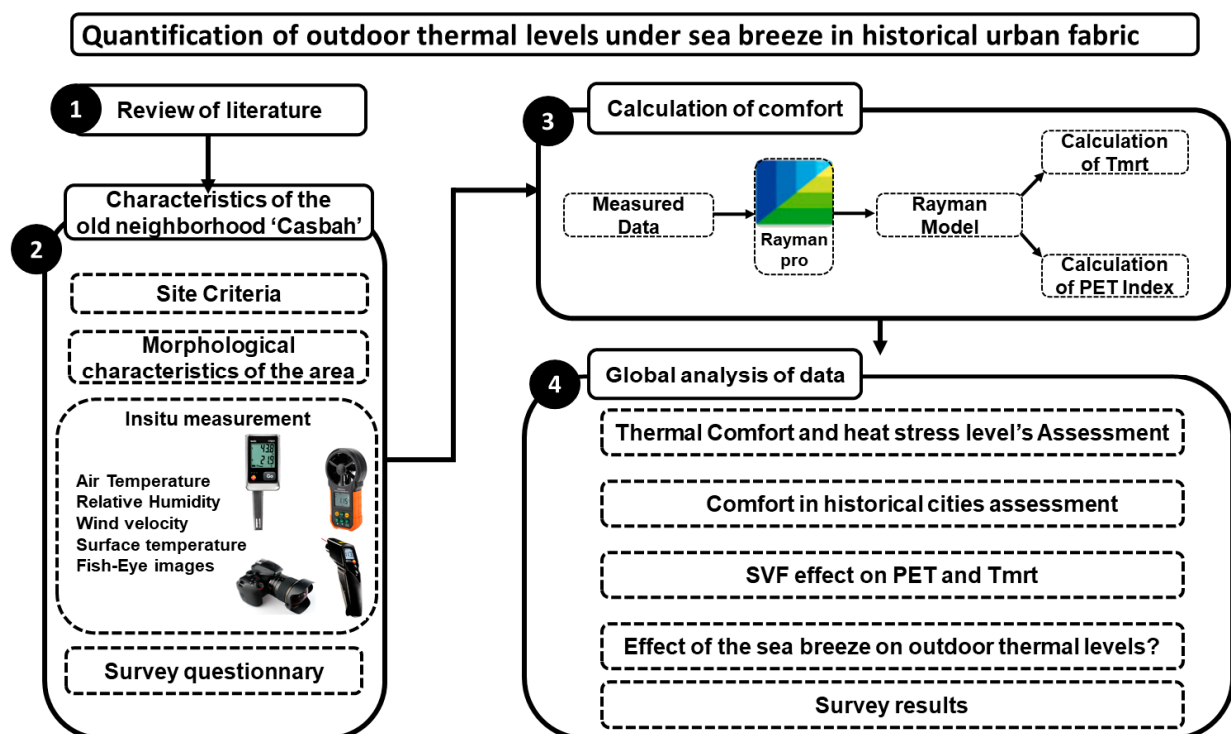 Quantification of outdoor thermal levels under sea breeze in historical urban fabric
1
Review of literature
Characteristics of the
old neighborhood ‘Casbah’
2
Site Criteria
Morphological
characteristics of the area
Insitu measurement
Air Temperature
Relative Humidity
Wind velocity
Surface temperature
Fish-Eye images
Survey questionnary
3
Calculation of comfort
Measured
Data
Rayman
pro
Rayman
Model
Calculation
of Tmrt
Calculation
of PET Index
4
Global analysis of data
Thermal Comfort and heat stress level’s Assessment
Comfort in historical cities assessment
SVF effect on PET and Tmrt
Effect of the sea breeze on outdoor thermal levels?
Survey results